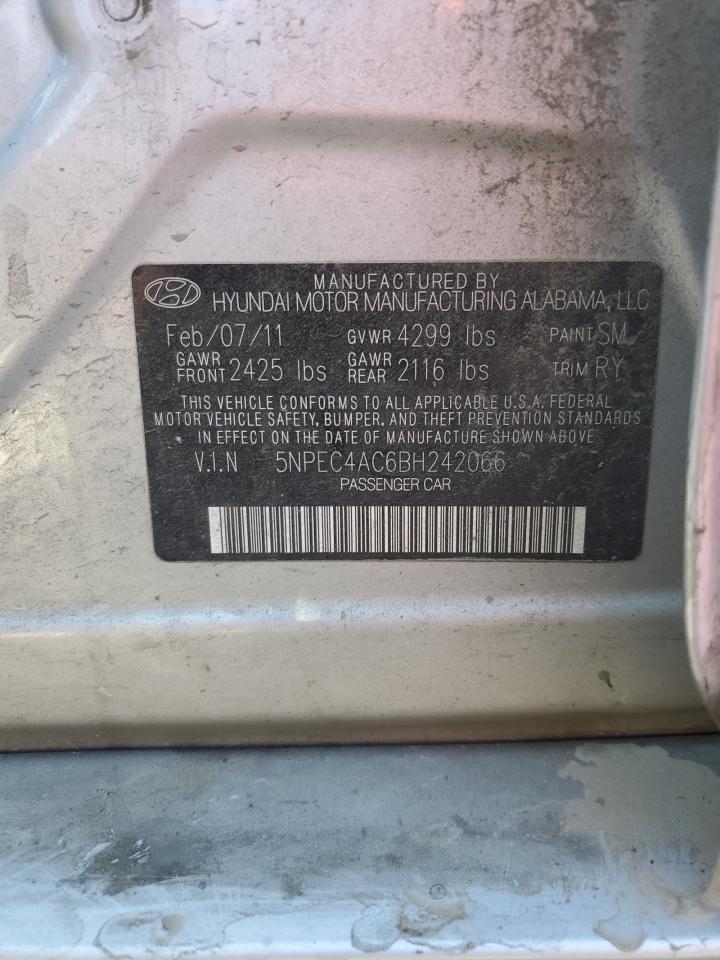 MANUFACTURED BY
HYUNDAI MOTOR MANUFACTURING ALABAMA, LLC
Feb/07/11 GVWR 4299 lbs PAINT SM
GAWR FRONT 2425 lbs GAWR REAR 2116 lbs TRIM RY
THIS VEHICLE CONFORMS TO ALL APPLICABLE U.S.A. FEDERAL
MOTOR VEHICLE SAFETY, BUMPER, AND THEFT PREVENTION STANDARDS
IN EFFECT ON THE DATE OF MANUFACTURE SHOWN ABOVE.
V.I.N 5NPEC4AC6BH242066
PASSENGER CAR